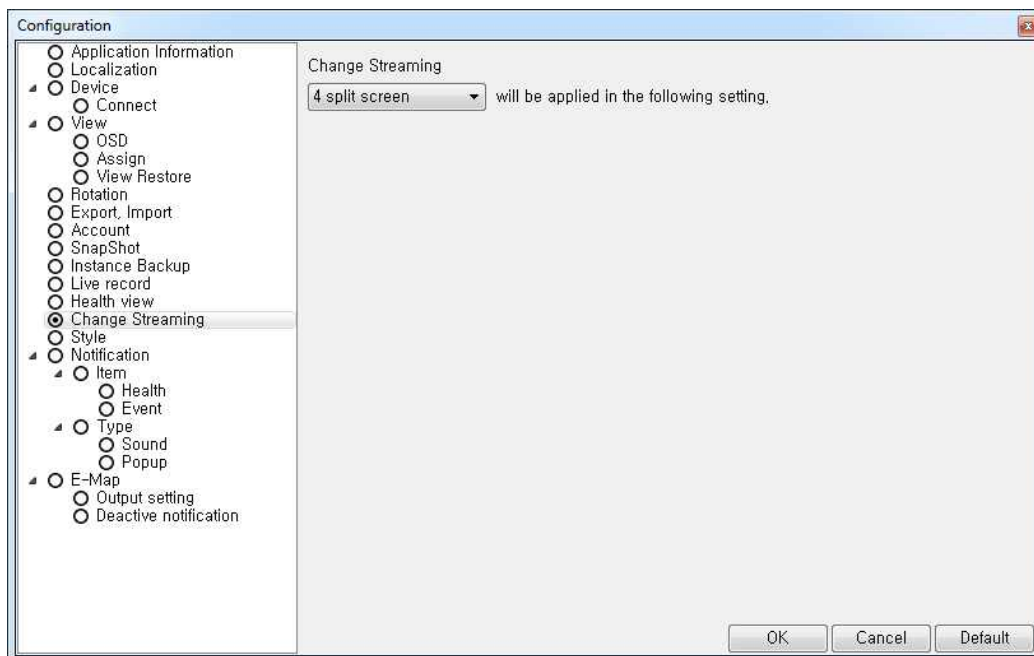 Configuration
Application Information
Localization
Device
Connect
View
OSD
Assign
View Restore
Rotation
Export, Import
Account
SnapShot
Instance Backup
Live record
Health view
Change Streaming
Style
Notification
Item
Health
Event
Type
Sound
Popup
E-Map
Output setting
Deactive notification
Change Streaming
4 split screen will be applied in the following setting,
OK Cancel Default